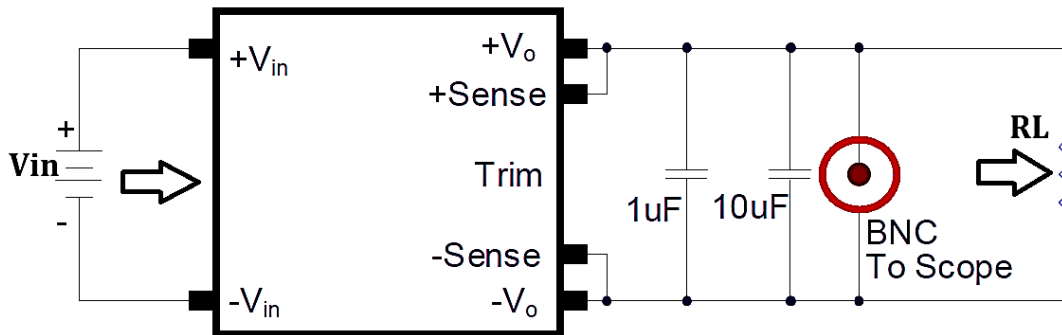 +Vin
+Vo
+Sense
+
Vin
-
Trim
RL
1uF
10uF
BNC
To Scope
-Sense
-Vin
-Vo